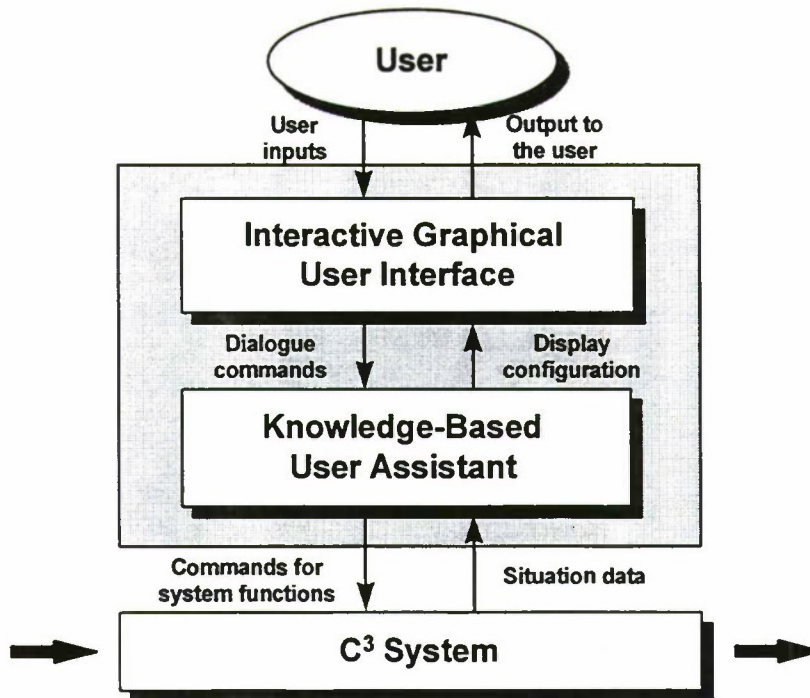 User
User
inputs
Output to
the user
Interactive Graphical
User Interface
Dialogue
commands
Display
configuration
Knowledge-Based
User Assistant
Commands for
system functions
Situation data
C³ System